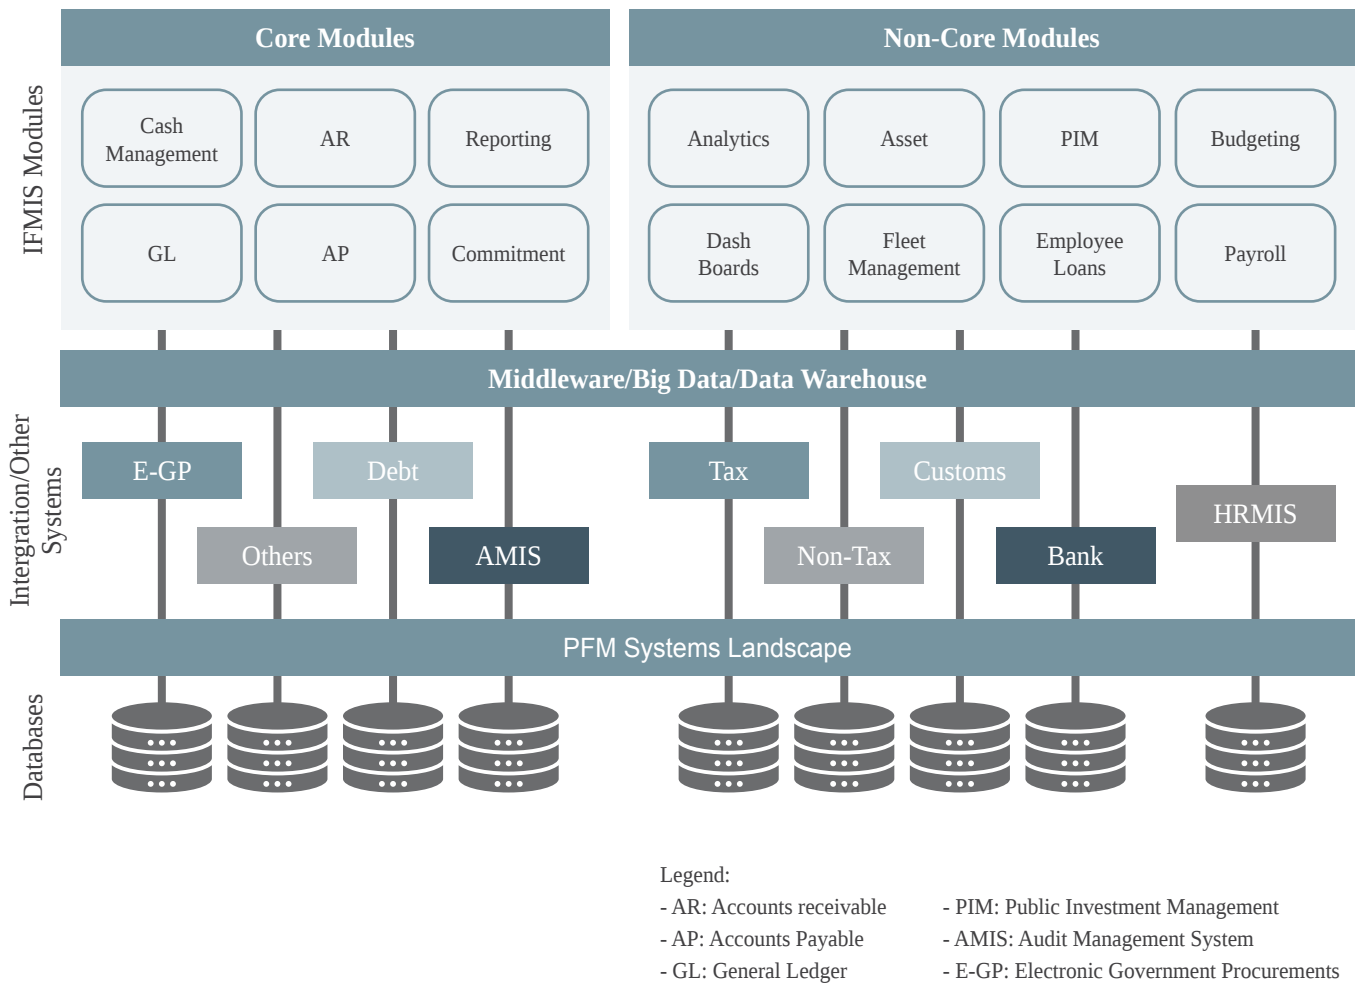 Core Modules
Non-Core Modules
IFMIS Modules
Cash
Management
AR
Reporting
Analytics
Asset
PIM
Budgeting
GL
AP
Commitment
Dash
Boards
Fleet
Management
Employee
Loans
Payroll
Middleware/Big Data/Data Warehouse
Intergration/Other
Systems
E-GP
Debt
Tax
Customs
HRMIS
Others
AMIS
Non-Tax
Bank
PFM Systems Landscape
Databases
Legend:
- AR: Accounts receivable
- AP: Accounts Payable
- GL: General Ledger
- PIM: Public Investment Management
- AMIS: Audit Management System
- E-GP: Electronic Government Procurements